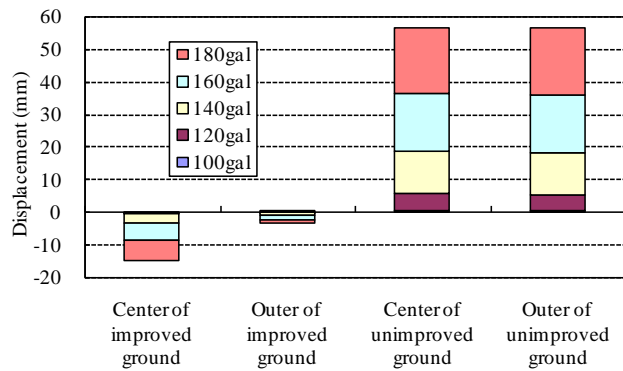 Displacement (mm)
60
50
40
30
20
10
0
-10
-20
180gal
160gal
140gal
120gal
100gal
Center of
improved
ground
Outer of
improved
ground
Center of
unimproved
ground
Outer of
unimproved
ground